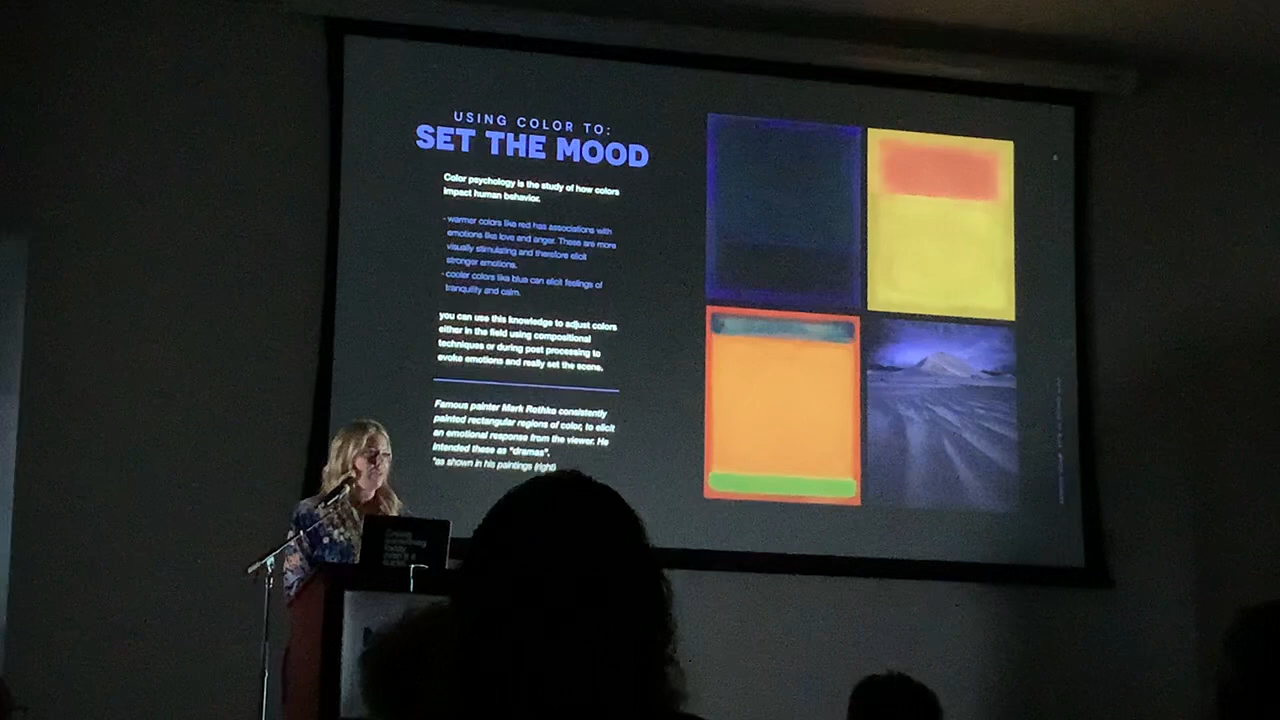 USING COLOR TO:
SET THE MOOD
Color psychology is the study of how colors
impact human behavior.
- warmer colors like red has associations with
emotions like love and anger. These are more
visually stimulating and therefore elicit
stronger emotions.
- cooler colors like blue can elicit feelings of
tranquility and calm.
you can use this knowledge to adjust colors
either in the field using compositional
techniques or during post processing to
evoke emotions and really set the scene.
Famous painter Mark Rothko consistently
painted rectangular regions of color, to elicit
an emotional response from the viewer. He
intended these as "dramas".
*as shown in his paintings (right)